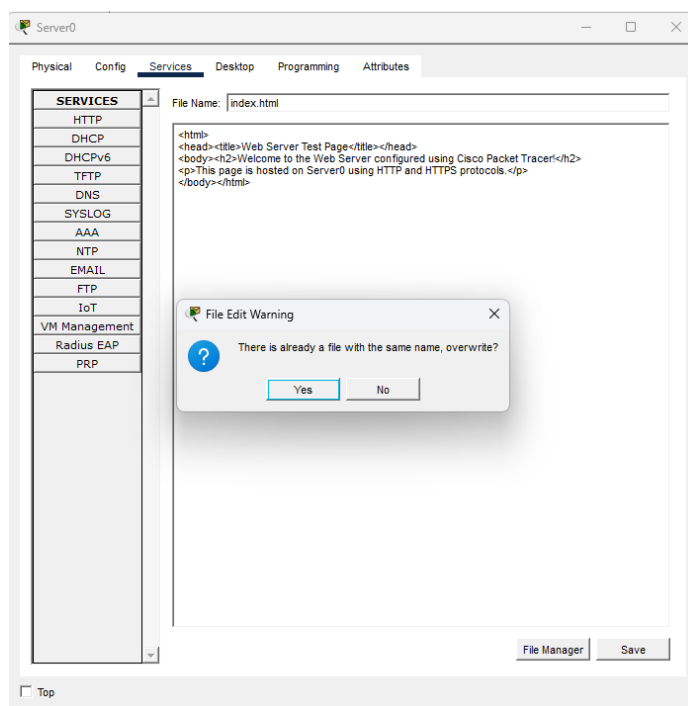 Server0
Physical Config Services Desktop Programming Attributes
SERVICES
HTTP
DHCP
DHCPv6
TFTP
DNS
SYSLOG
AAA
NTP
EMAIL
FTP
IoT
VM Management
Radius EAP
PRP
File Name: index.html
<html>
<head><title>Web Server Test Page</title></head>
<body><h2>Welcome to the Web Server configured using Cisco Packet Tracer!</h2>
<p>This page is hosted on Server0 using HTTP and HTTPS protocols.</p>
</body></html>
File Edit Warning
There is already a file with the same name, overwrite?
Yes No
File Manager Save
Top